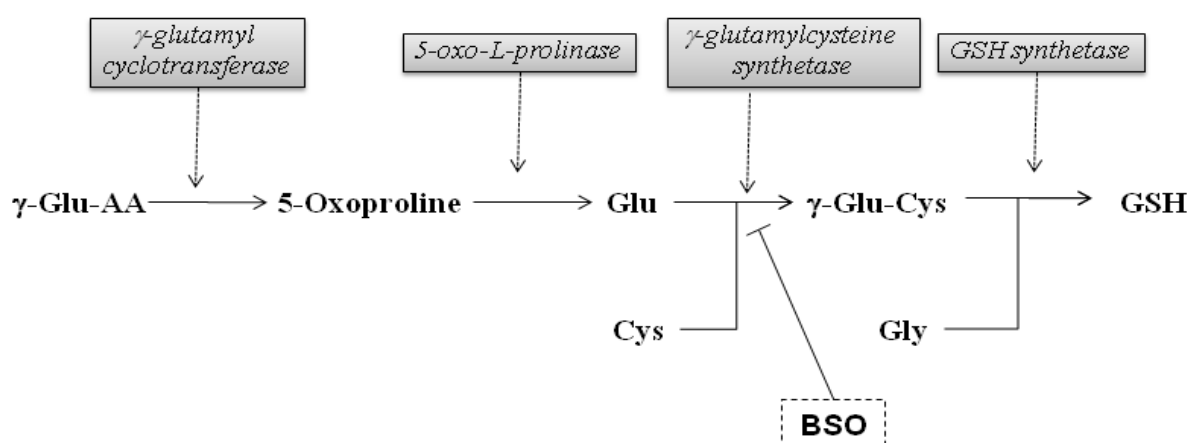 γ-glutamyl
cyclotransferase
5-oxo-L-prolinase
γ-glutamylcysteine
synthetase
GSH synthetase
γ-Glu-AA
5-Oxoproline
Glu
γ-Glu-Cys
GSH
Cys
Gly
BSO